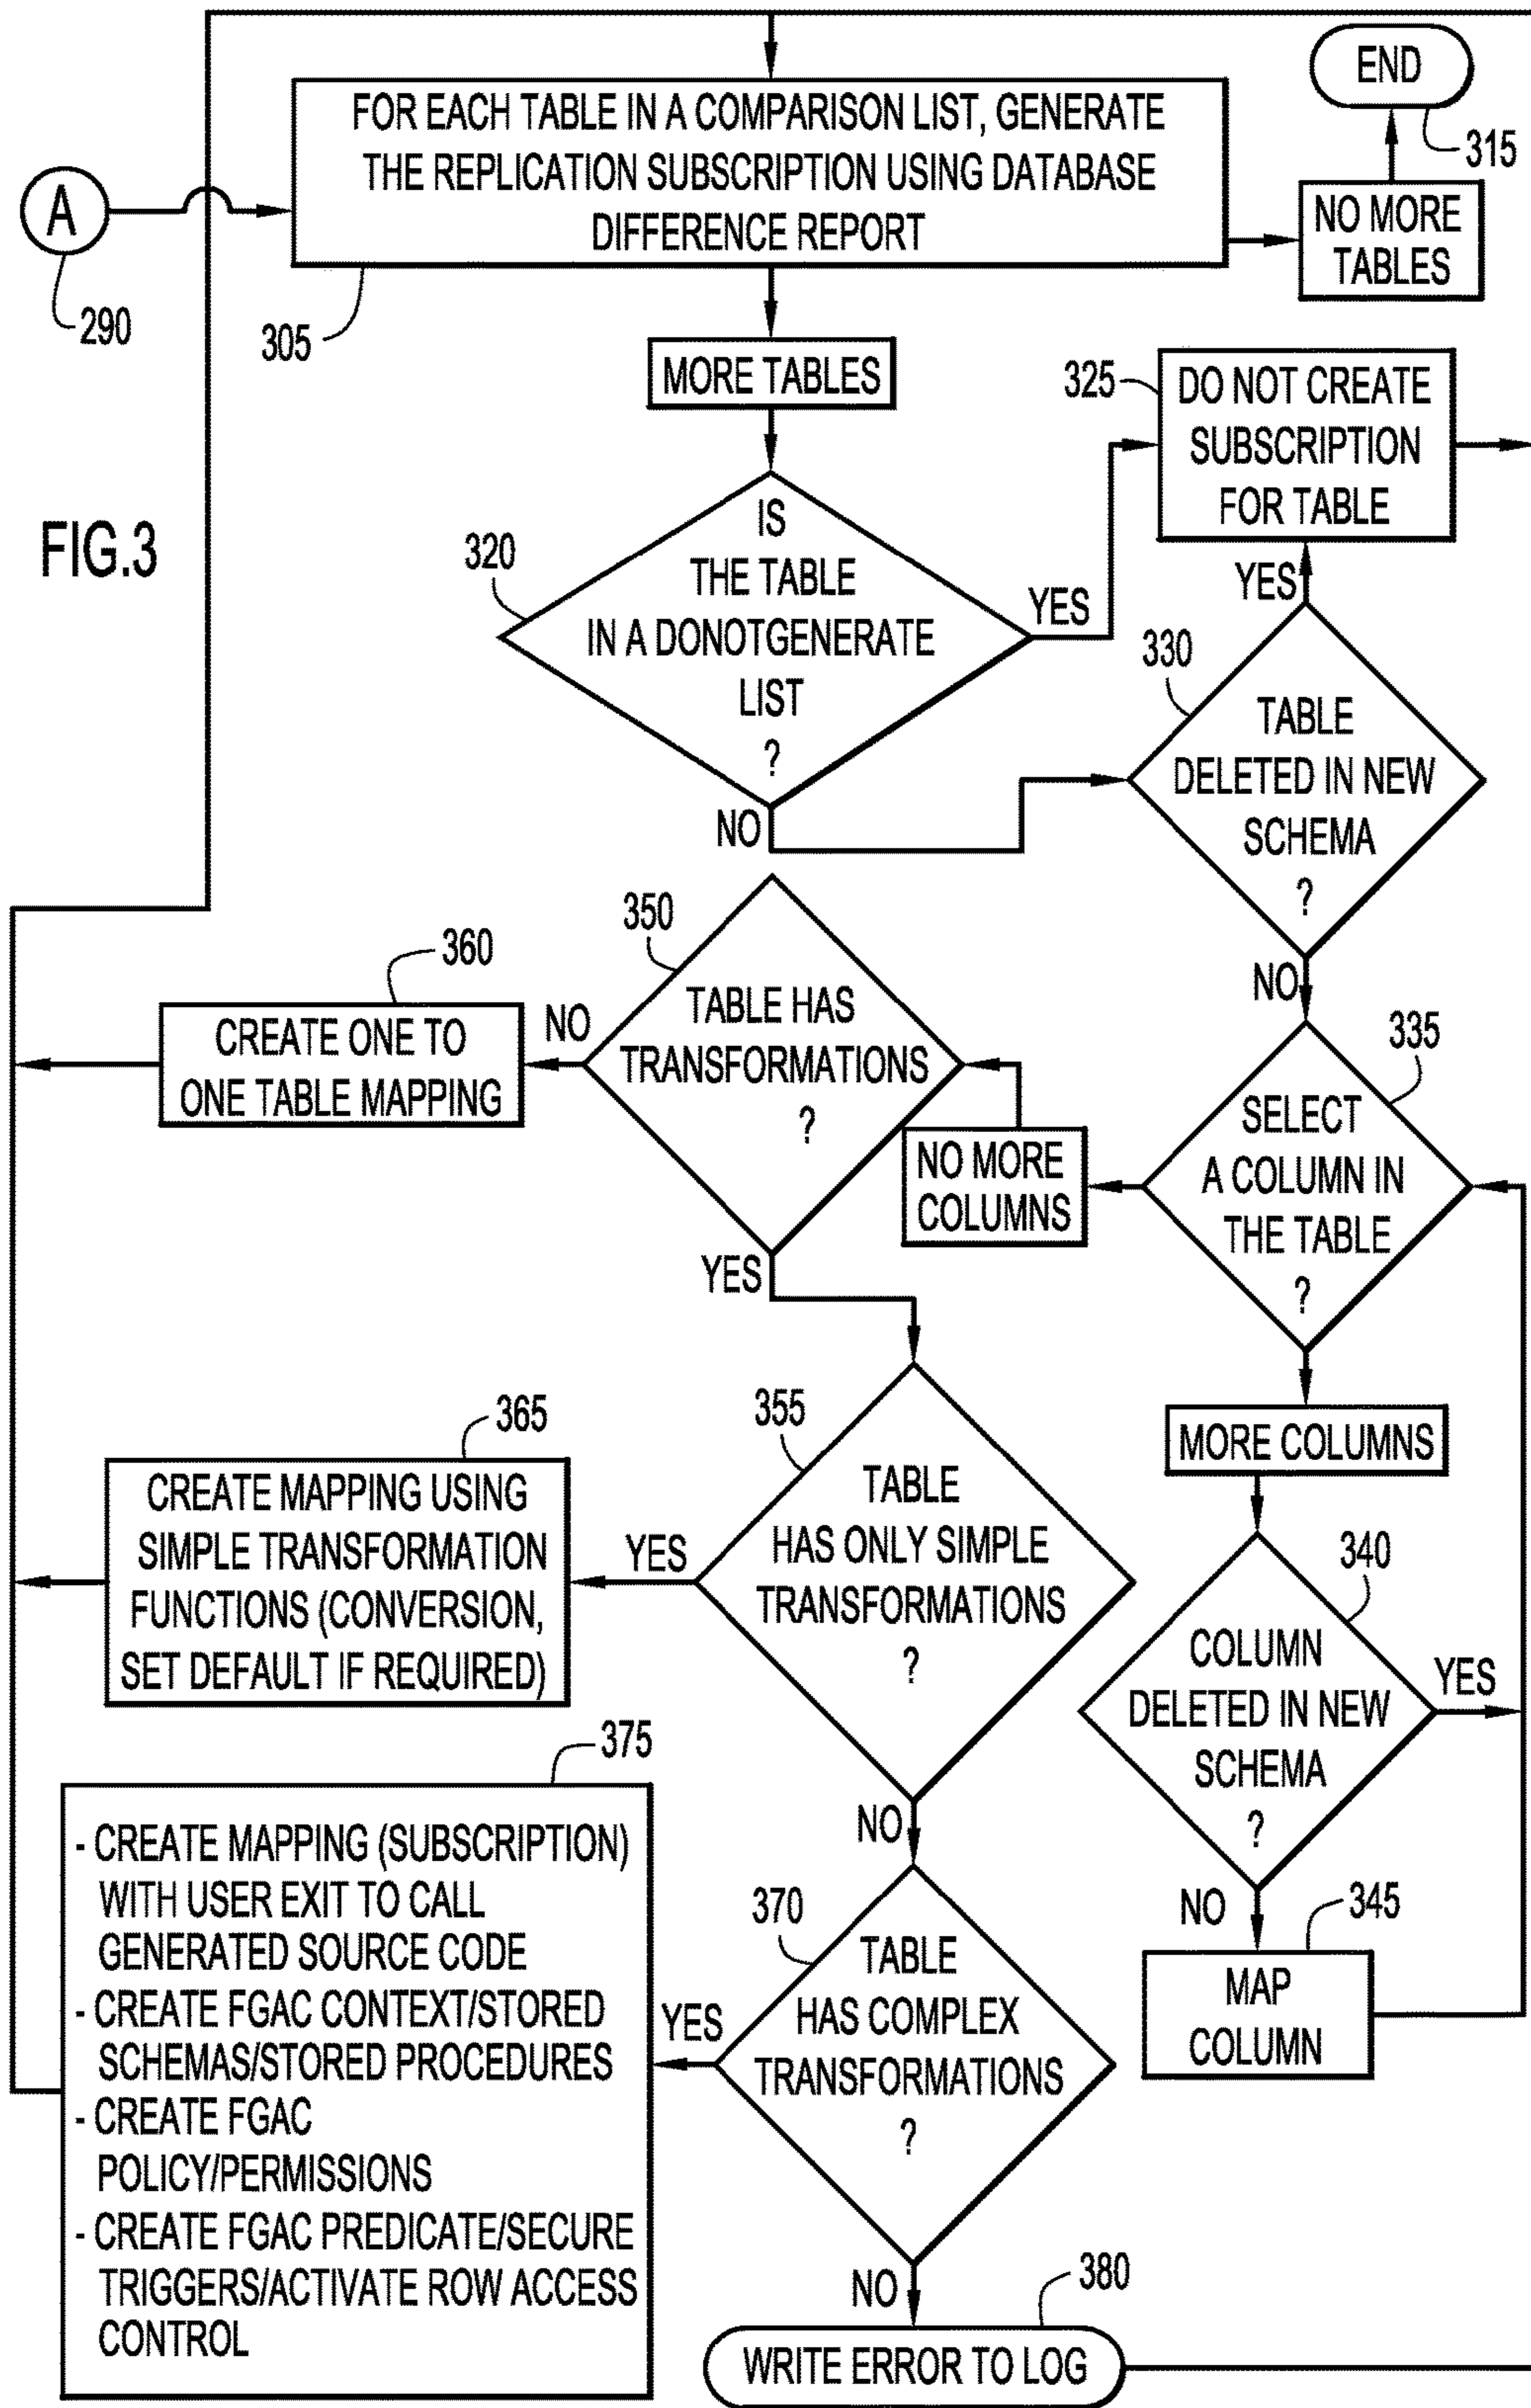 FOR EACH TABLE IN A COMPARISON LIST, GENERATE
THE REPLICATION SUBSCRIPTION USING DATABASE
DIFFERENCE REPORT
END
315
A
NO MORE
TABLES
290
305
MORE TABLES
325
DO NOT CREATE
SUBSCRIPTION
FOR TABLE
FIG.3
320
IS
THE TABLE
IN A DONOTGENERATE
LIST
?
YES
YES
NO
330
TABLE
DELETED IN NEW
SCHEMA
?
NO
350
TABLE HAS
TRANSFORMATIONS
?
NO
360
CREATE ONE TO
ONE TABLE MAPPING
335
SELECT
A COLUMN IN
THE TABLE
?
NO MORE
COLUMNS
YES
MORE COLUMNS
355
TABLE
HAS ONLY SIMPLE
TRANSFORMATIONS
?
YES
365
CREATE MAPPING USING
SIMPLE TRANSFORMATION
FUNCTIONS (CONVERSION,
SET DEFAULT IF REQUIRED)
340
COLUMN
DELETED IN NEW
SCHEMA
?
YES
NO
345
MAP
COLUMN
NO
370
TABLE
HAS COMPLEX
TRANSFORMATIONS
?
YES
375
- CREATE MAPPING (SUBSCRIPTION)
WITH USER EXIT TO CALL
GENERATED SOURCE CODE
- CREATE FGAC CONTEXT/STORED
SCHEMAS/STORED PROCEDURES
- CREATE FGAC
POLICY/PERMISSIONS
- CREATE FGAC PREDICATE/SECURE
TRIGGERS/ACTIVATE ROW ACCESS
CONTROL
NO
380
WRITE ERROR TO LOG